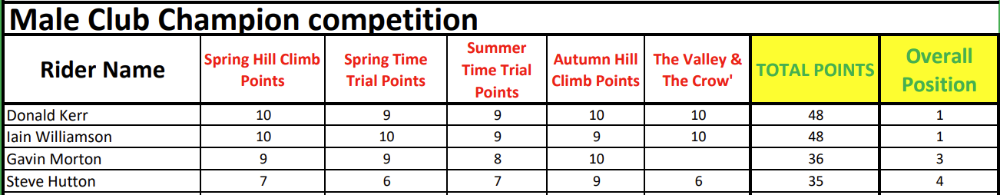 Male Club Champion competition
Rider Name Spring Hill Climb Points Spring Time Trial Points Summer Time Trial Points Autumn Hill Climb Points The Valley & The Crow' TOTAL POINTS Overall Position
Donald Kerr 10 9 9 10 10 48 1
Iain Williamson 10 10 9 9 10 48 1
Gavin Morton 9 9 8 10 36 3
Steve Hutton 7 6 7 9 6 35 4